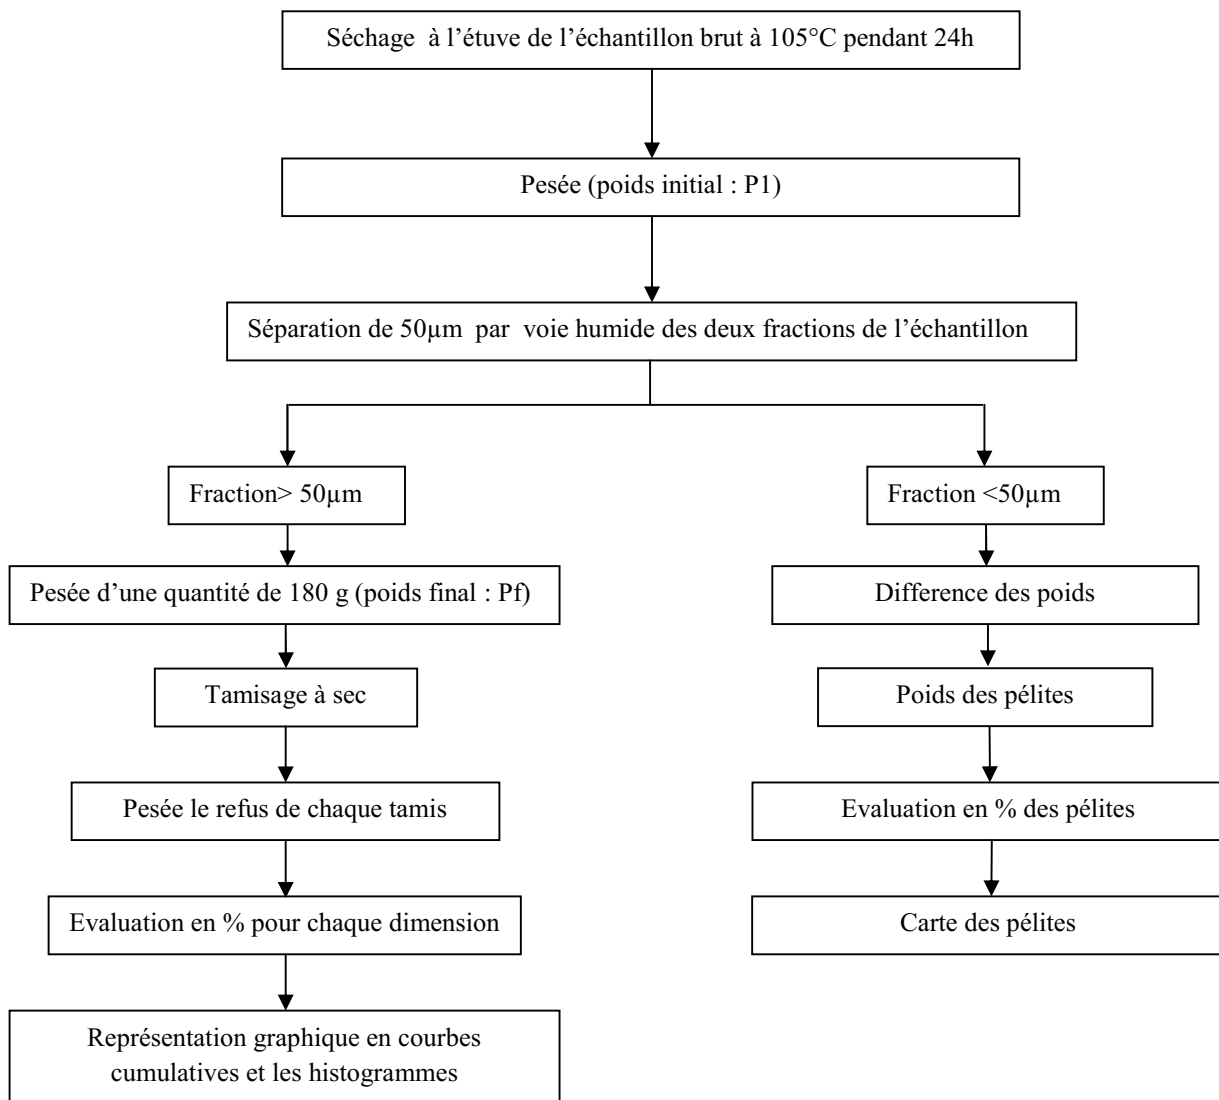 Séchage à l'étuve de l'échantillon brut à 105°C pendant 24h
Pesée (poids initial : P1)
Séparation de 50µm par voie humide des deux fractions de l'échantillon
Fraction> 50µm
Fraction <50µm
Pesée d'une quantité de 180 g (poids final : Pf)
Difference des poids
Tamisage à sec
Poids des pélites
Pesée le refus de chaque tamis
Evaluation en % des pélites
Evaluation en % pour chaque dimension
Carte des pélites
Représentation graphique en courbes
cumulatives et les histogrammes